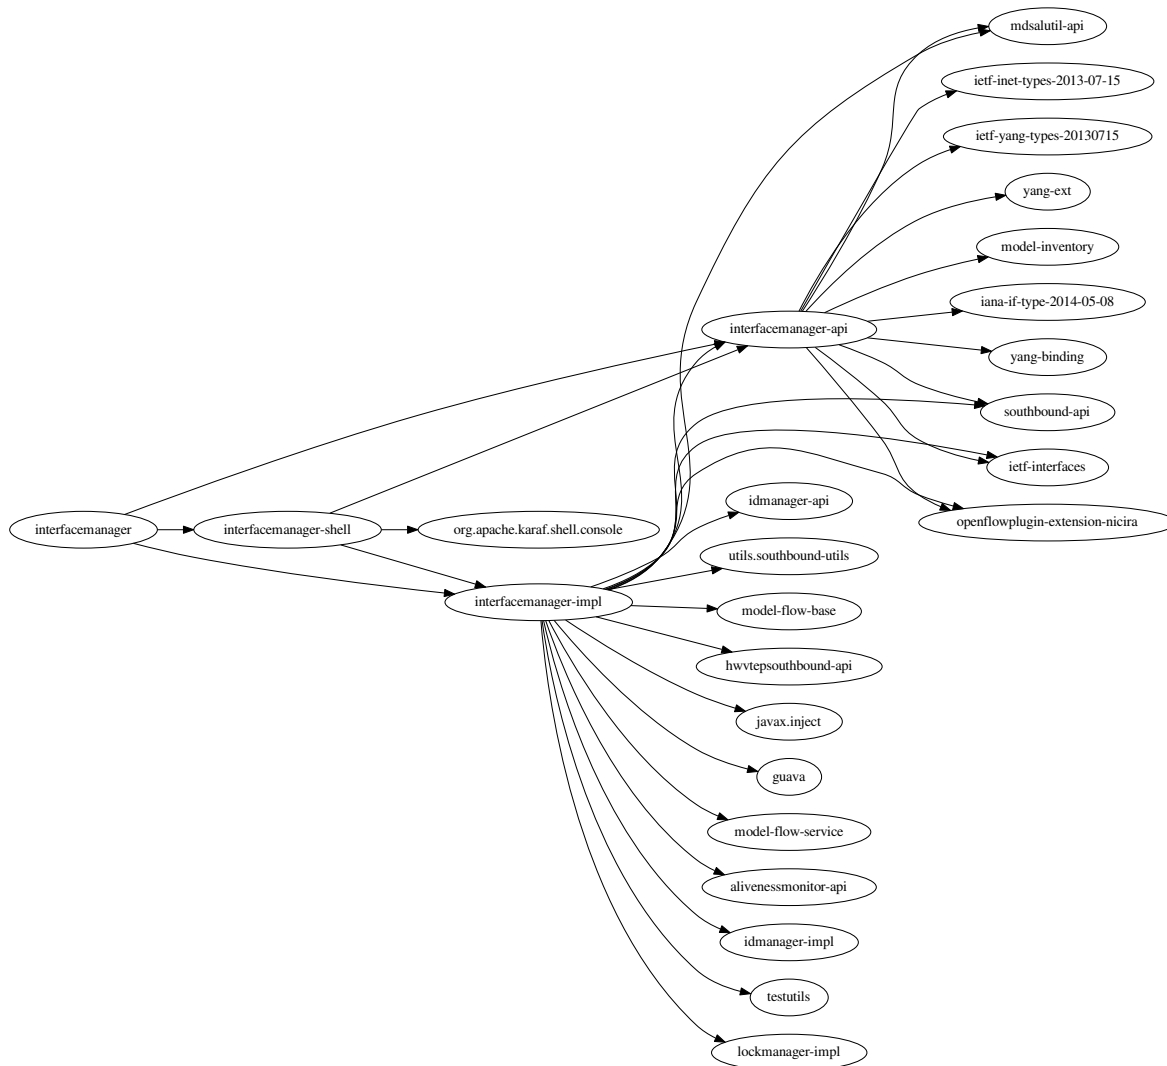 mdsalutil-api
ietf-inet-types-2013-07-15
ietf-yang-types-20130715
yang-ext
model-inventory
iana-if-type-2014-05-08
interfacemanager-api
yang-binding
southbound-api
ietf-interfaces
idmanager-api
openflowplugin-extension-nicira
interfacemanager
interfacemanager-shell
org.apache.karaf.shell.console
utils.southbound-utils
interfacemanager-impl
model-flow-base
hwvtepsouthbound-api
javax.inject
guava
model-flow-service
alivenessmonitor-api
idmanager-impl
testutils
lockmanager-impl